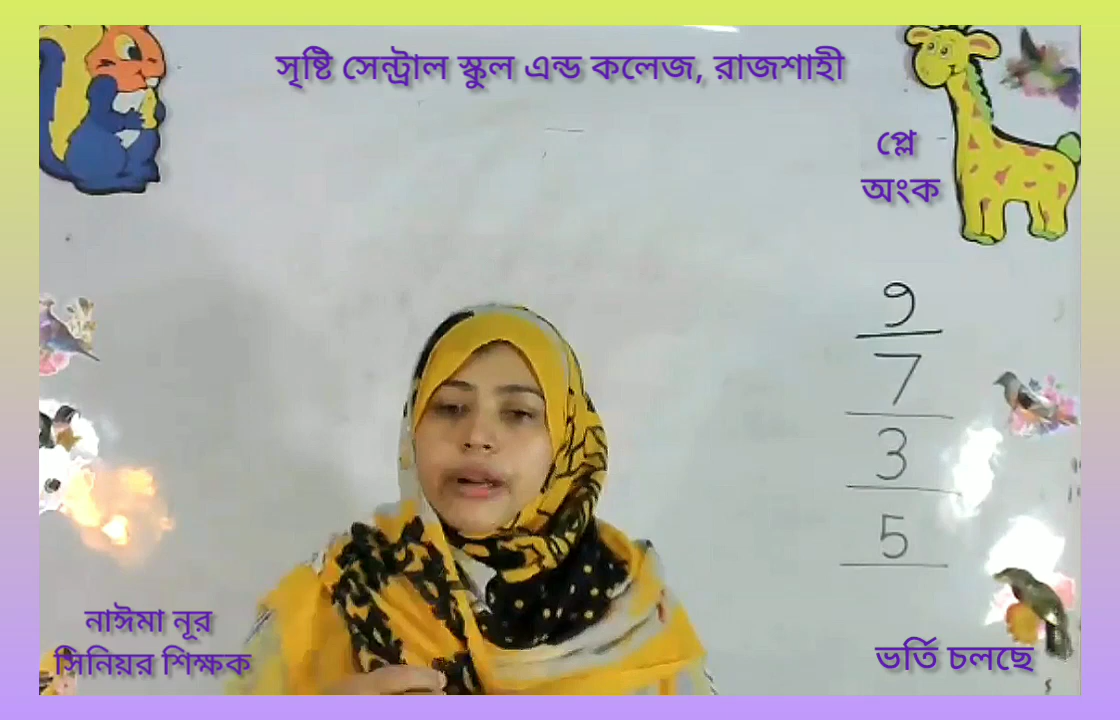 সৃষ্টি সেন্ট্রাল স্কুল এন্ড কলেজ, রাজশাহী
প্লে
অংক
9
7
3
5
নাঈমা নূর
সিনিয়র শিক্ষক
ভর্তি চলছে